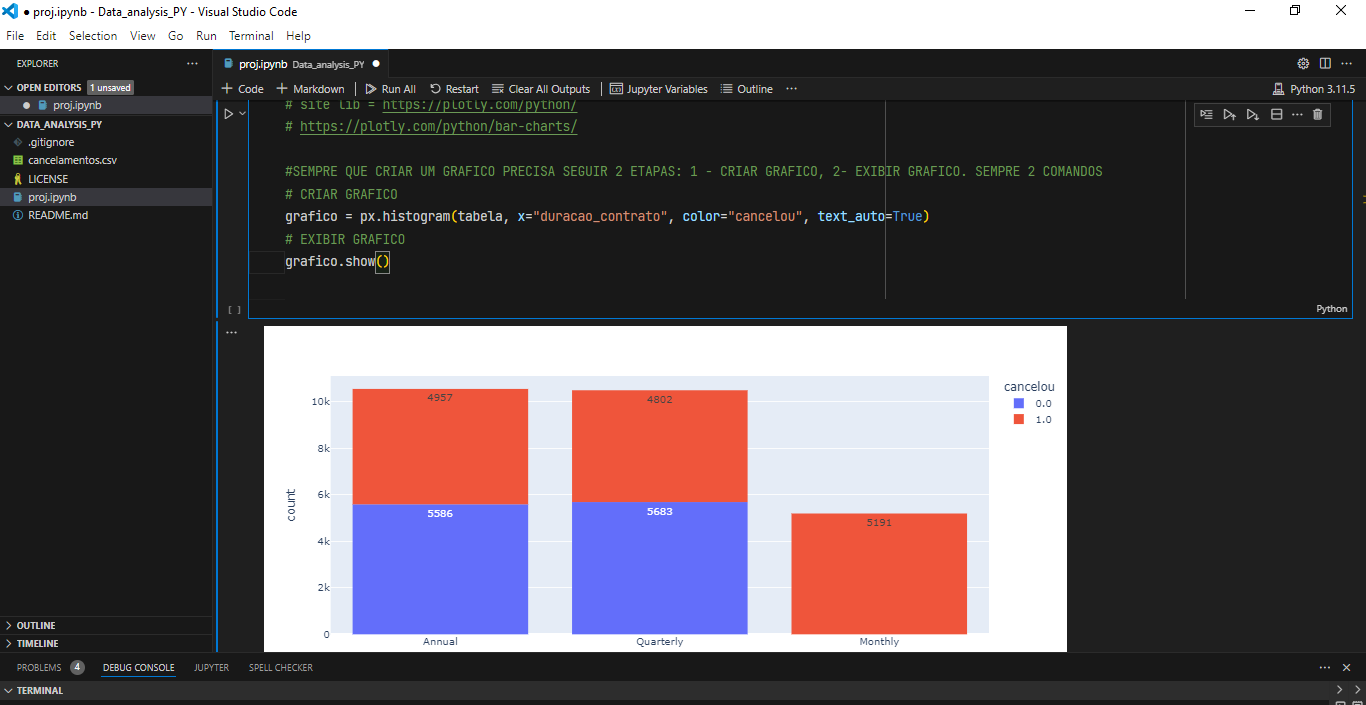 ● proj.ipynb - Data_analysis_PY - Visual Studio Code
File Edit Selection View Go Run Terminal Help
EXPLORER
OPEN EDITORS 1 unsaved
● proj.ipynb
DATA_ANALYSIS_PY
.gitignore
cancelamentos.csv
LICENSE
proj.ipynb
README.md
OUTLINE
TIMELINE
proj.ipynb Data_analysis_PY ●
+ Code + Markdown Run All Restart Clear All Outputs Jupyter Variables Outline ... Python 3.11.5
# site lib = https://plotly.com/python/
# https://plotly.com/python/bar-charts/
#SEMPRE QUE CRIAR UM GRAFICO PRECISA SEGUIR 2 ETAPAS: 1 - CRIAR GRAFICO, 2- EXIBIR GRAFICO. SEMPRE 2 COMANDOS
# CRIAR GRAFICO
grafico = px.histogram(tabela, x="duracao_contrato", color="cancelou", text_auto=True)
# EXIBIR GRAFICO
grafico.show()
[ ]
Python
cancelou
0.0
1.0
count
10k
8k
6k
4k
2k
0
4957
5586
4802
5683
5191
Annual Quarterly Monthly
PROBLEMS 4 DEBUG CONSOLE JUPYTER SPELL CHECKER
TERMINAL